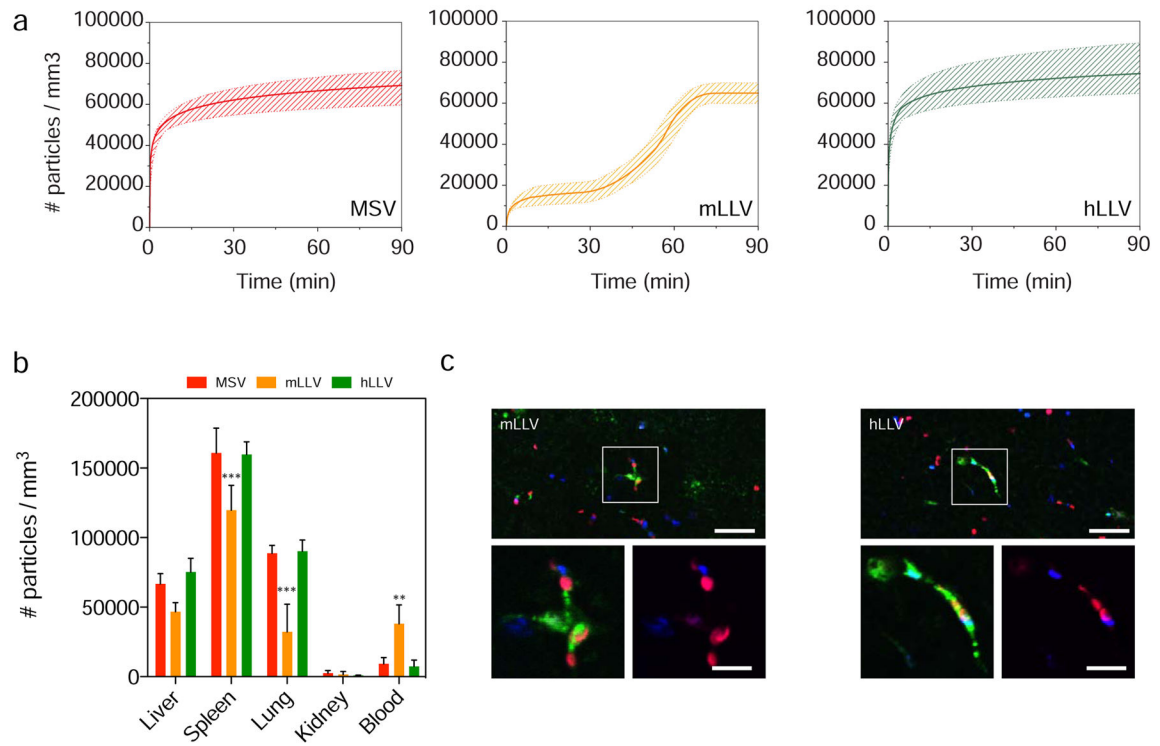 a
# particles / mm3
100000
80000
60000
40000
20000
0
0 30 60 90
Time (min)
MSV
100000
80000
60000
40000
20000
0
0 30 60 90
Time (min)
mLLV
100000
80000
60000
40000
20000
0
0 30 60 90
Time (min)
hLLV
b
MSV mLLV hLLV
# particles / mm³
200000
150000
100000
50000
0
***
***
**
Liver Spleen Lung Kidney Blood
c
mLLV
hLLV